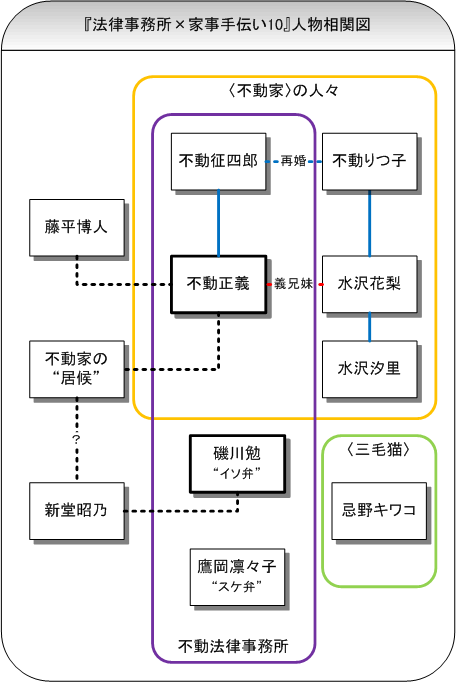 『法律事務所×家事手伝い10』人物相関図
〈不動家〉の人々
不動征四郎
再婚
不動りつ子
藤平博人
不動正義
義兄妹
水沢花梨
不動家の
“居候”
水沢汐里
?
磯川勉
“イソ弁”
〈三毛猫〉
新堂昭乃
忌野キワコ
鷹岡凛々子
“スケ弁”
不動法律事務所